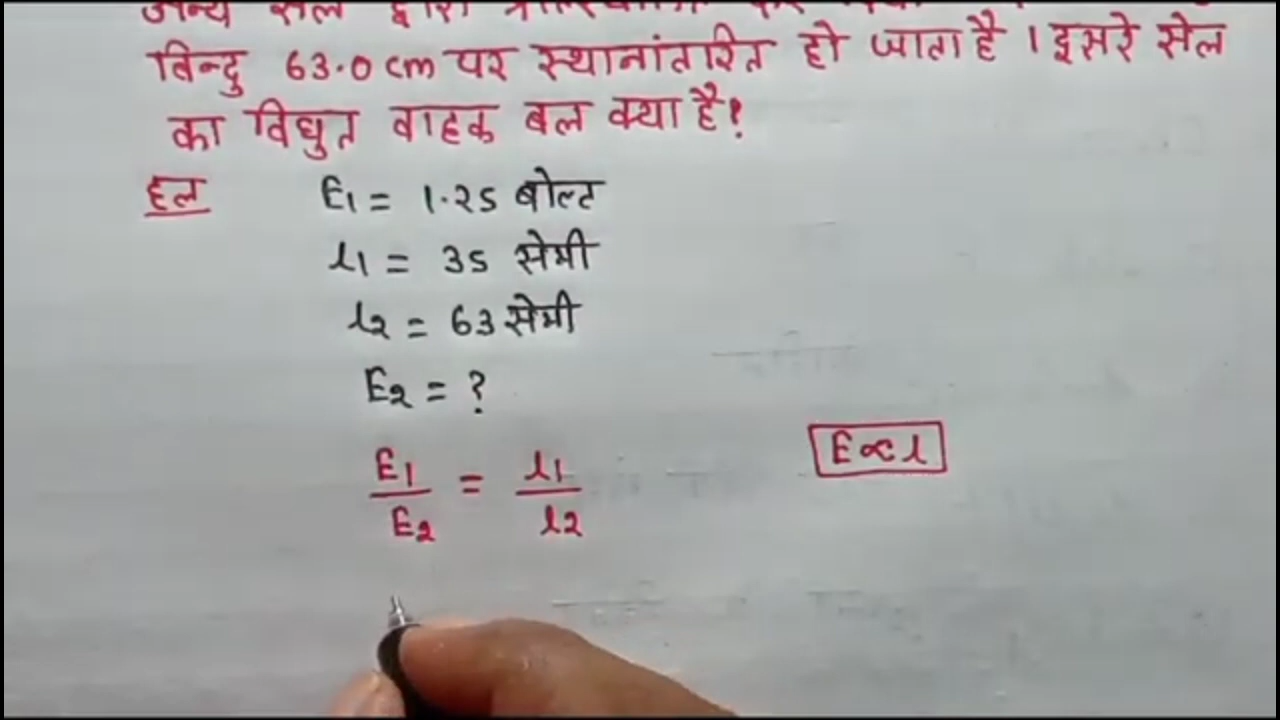 बिन्दु 63.0 cm पर स्थानांतरित हो जाता है । दूसरे सेल
का विधुत वाहक बल क्या है?
हल E1 = 1.25 वोल्ट
l1 = 35 सेमी
l2 = 63 सेमी
E2 = ?
E1/E2 = l1/l2
E ∝ l